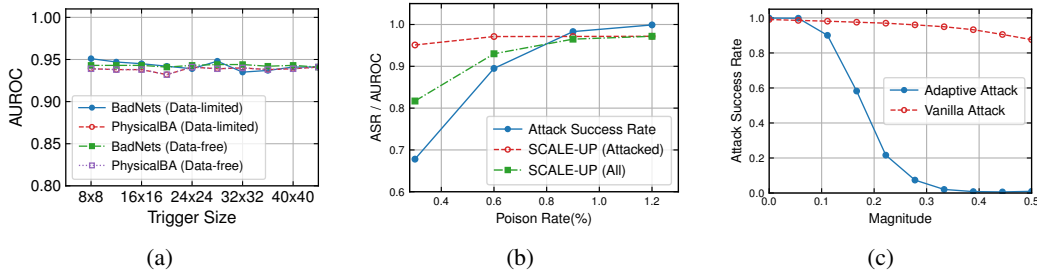 AUROC
0.80
0.85
0.90
0.95
1.00
8x8
16x16
24x24
32x32
40x40
Trigger Size
BadNets (Data-limited)
PhysicalBA (Data-limited)
BadNets (Data-free)
PhysicalBA (Data-free)
(a)
ASR / AUROC
0.6
0.7
0.8
0.9
1.0
0.4
0.6
0.8
1.0
1.2
Poison Rate(%)
Attack Success Rate
SCALE-UP (Attacked)
SCALE-UP (All)
(b)
Attack Success Rate
0.0
0.2
0.4
0.6
0.8
1.0
0.0
0.1
0.2
0.3
0.4
0.5
Magnitude
Adaptive Attack
Vanilla Attack
(c)